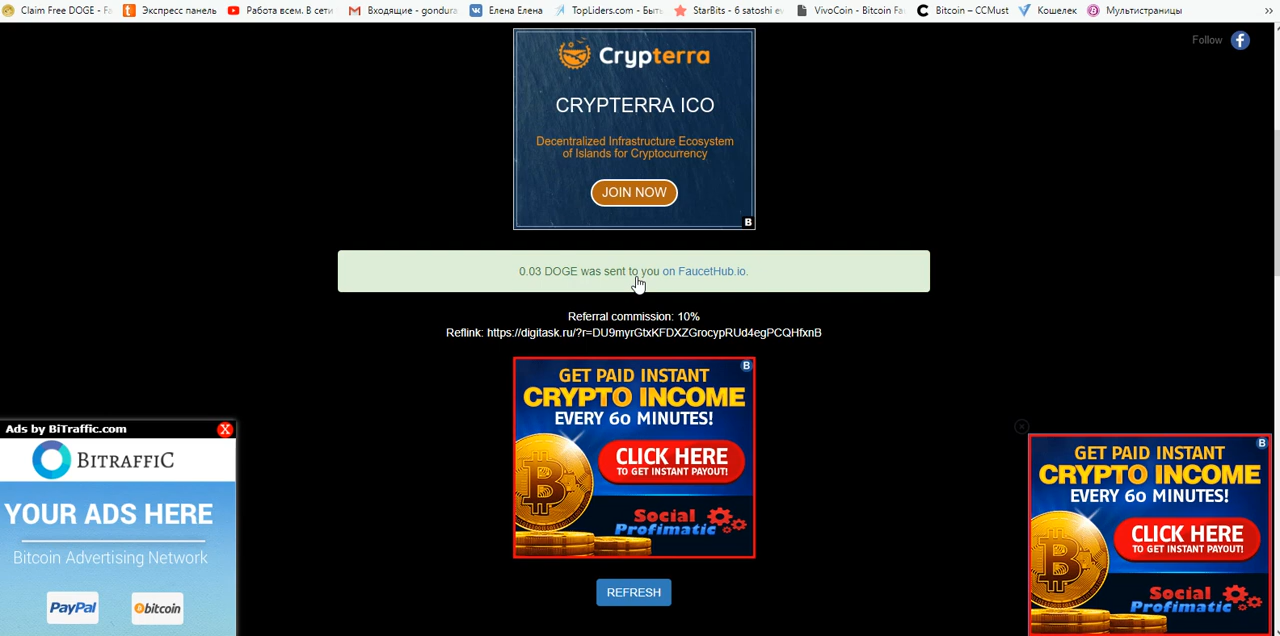 Claim Free DOGE - Fa
Экспресс панель
Работа всем. В сети
Входящие - gondura
Елена Елена
TopLiders.com – Быть
StarBits - 6 satoshi ev
VivoCoin - Bitcoin Fau
Bitcoin – CCMust
Кошелек
Мультистраницы
»
Follow
Crypterra
CRYPTERRA ICO
Decentralized Infrastructure Ecosystem
of Islands for Cryptocurrency
JOIN NOW
B
0.03 DOGE was sent to you on FaucetHub.io.
Referral commission: 10%
Reflink: https://digitask.ru/?r=DU9myrGtxKFDXZGrocypRUd4egPCQHfxnB
B
GET PAID INSTANT
CRYPTO INCOME
EVERY 60 MINUTES!
CLICK HERE
TO GET INSTANT PAYOUT!
Social
Profimatic
REFRESH
Ads by BiTraffic.com
X
BITRAFFIC
YOUR ADS HERE
Bitcoin Advertising Network
PayPal
bitcoin
B
GET PAID INSTANT
CRYPTO INCOME
EVERY 60 MINUTES!
CLICK HERE
TO GET INSTANT PAYOUT!
Social
Profimatic